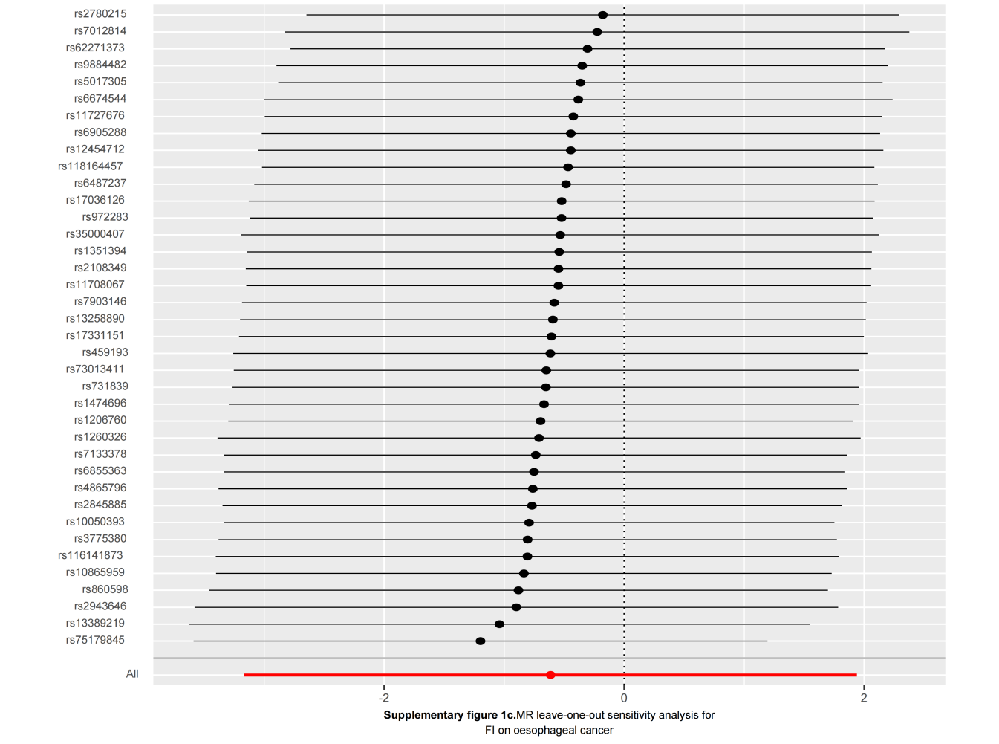 rs2780215
rs7012814
rs62271373
rs9884482
rs5017305
rs6674544
rs11727676
rs6905288
rs12454712
rs118164457
rs6487237
rs17036126
rs972283
rs35000407
rs1351394
rs2108349
rs11708067
rs7903146
rs13258890
rs17331151
rs459193
rs73013411
rs731839
rs1474696
rs1206760
rs1260326
rs7133378
rs6855363
rs4865796
rs2845885
rs10050393
rs3775380
rs116141873
rs10865959
rs860598
rs2943646
rs13389219
rs75179845
All
-2 0 2
Supplementary figure 1c.MR leave-one-out sensitivity analysis for
FI on oesophageal cancer